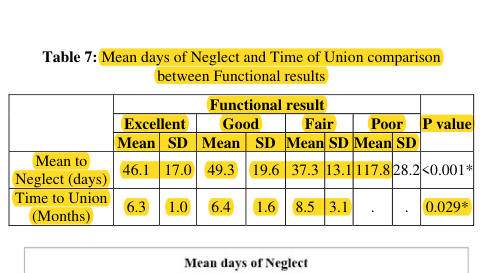 Table 7: Mean days of Neglect and Time of Union comparison
between Functional results
Functional result
Excellent Good Fair Poor P value
Mean SD Mean SD Mean SD Mean SD
Mean to
Neglect (days) 46.1 17.0 49.3 19.6 37.3 13.1 117.8 28.2 <0.001*
Time to Union
(Months) 6.3 1.0 6.4 1.6 8.5 3.1 . . 0.029*
Mean days of Neglect